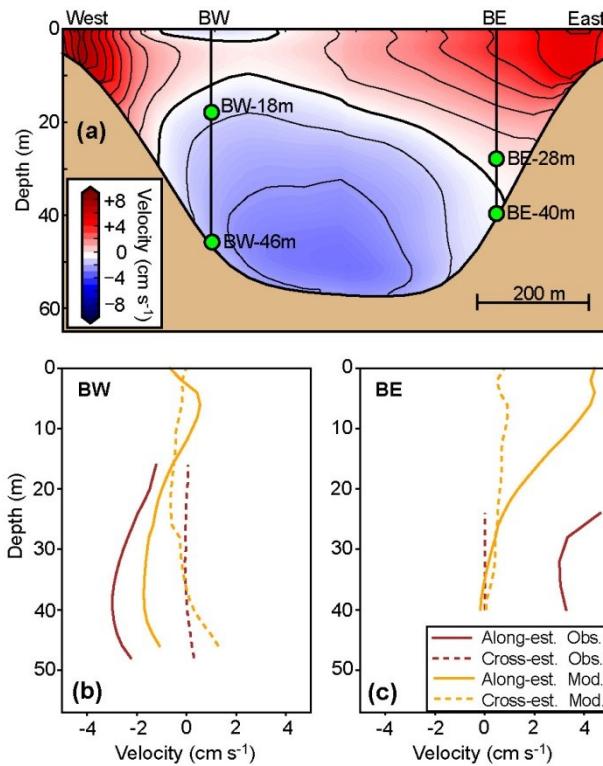 West BW BE East
0
20
40
60
Depth (m)
(a)
BW-18m
BW-46m
BE-28m
BE-40m
+8
+4
0
−4
−8
Velocity
(cm s-1)
200 m
0
10
20
30
40
50
Depth (m)
BW
(b)
-4 -2 0 2 4
Velocity (cm s-1)
0
10
20
30
40
50
BE
(c)
Along-est. Obs.
Cross-est. Obs.
Along-est. Mod.
Cross-est. Mod.
-4 -2 0 2 4
Velocity (cm s-1)